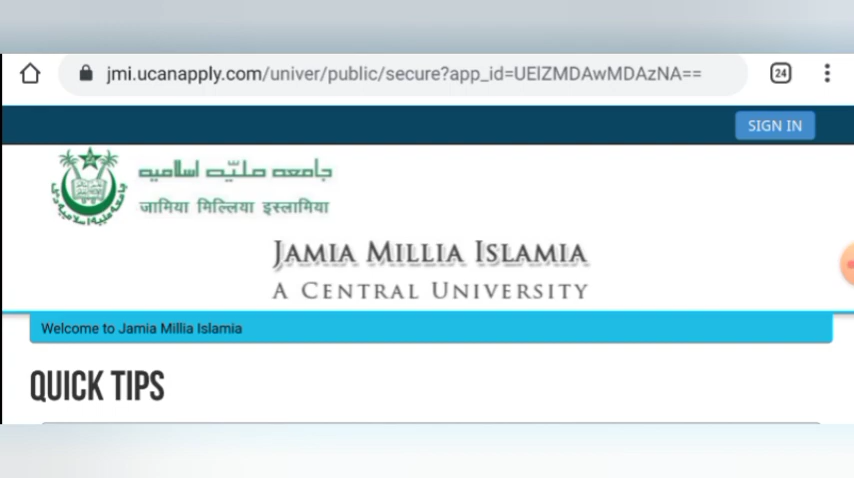 jmi.ucanapply.com/univer/public/secure?app_id=UElZMDAwMDAzNA==
24
SIGN IN
جامعہ ملیّہ اسلامیہ
जामिया मिल्लिया इस्लामिया
JAMIA MILLIA ISLAMIA
A CENTRAL UNIVERSITY
Welcome to Jamia Millia Islamia
QUICK TIPS